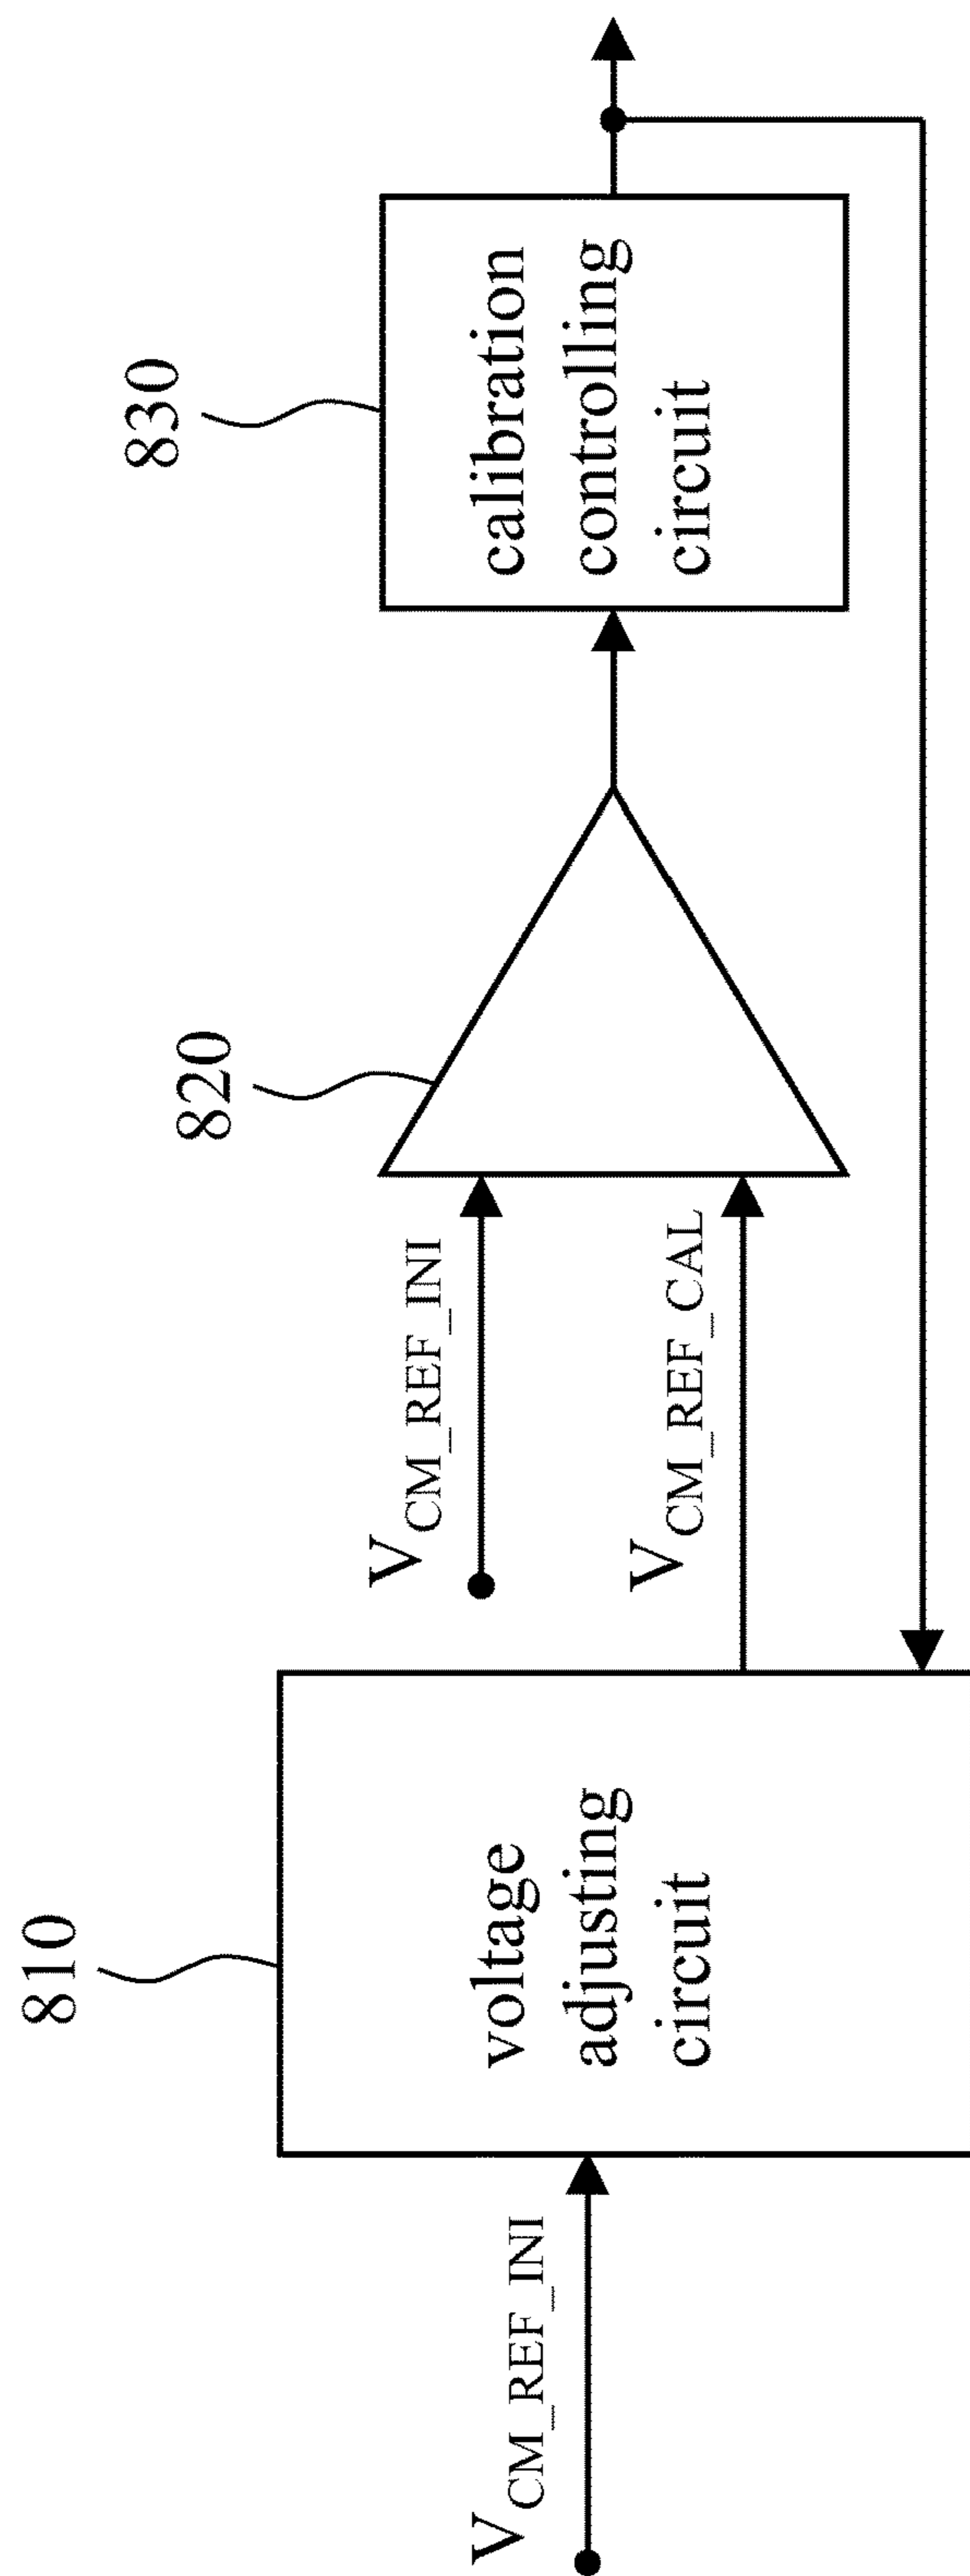 810
voltage
adjusting
circuit
V_CM_REF_INI
V_CM_REF_INI
V_CM_REF_CAL
820
830
calibration
controlling
circuit